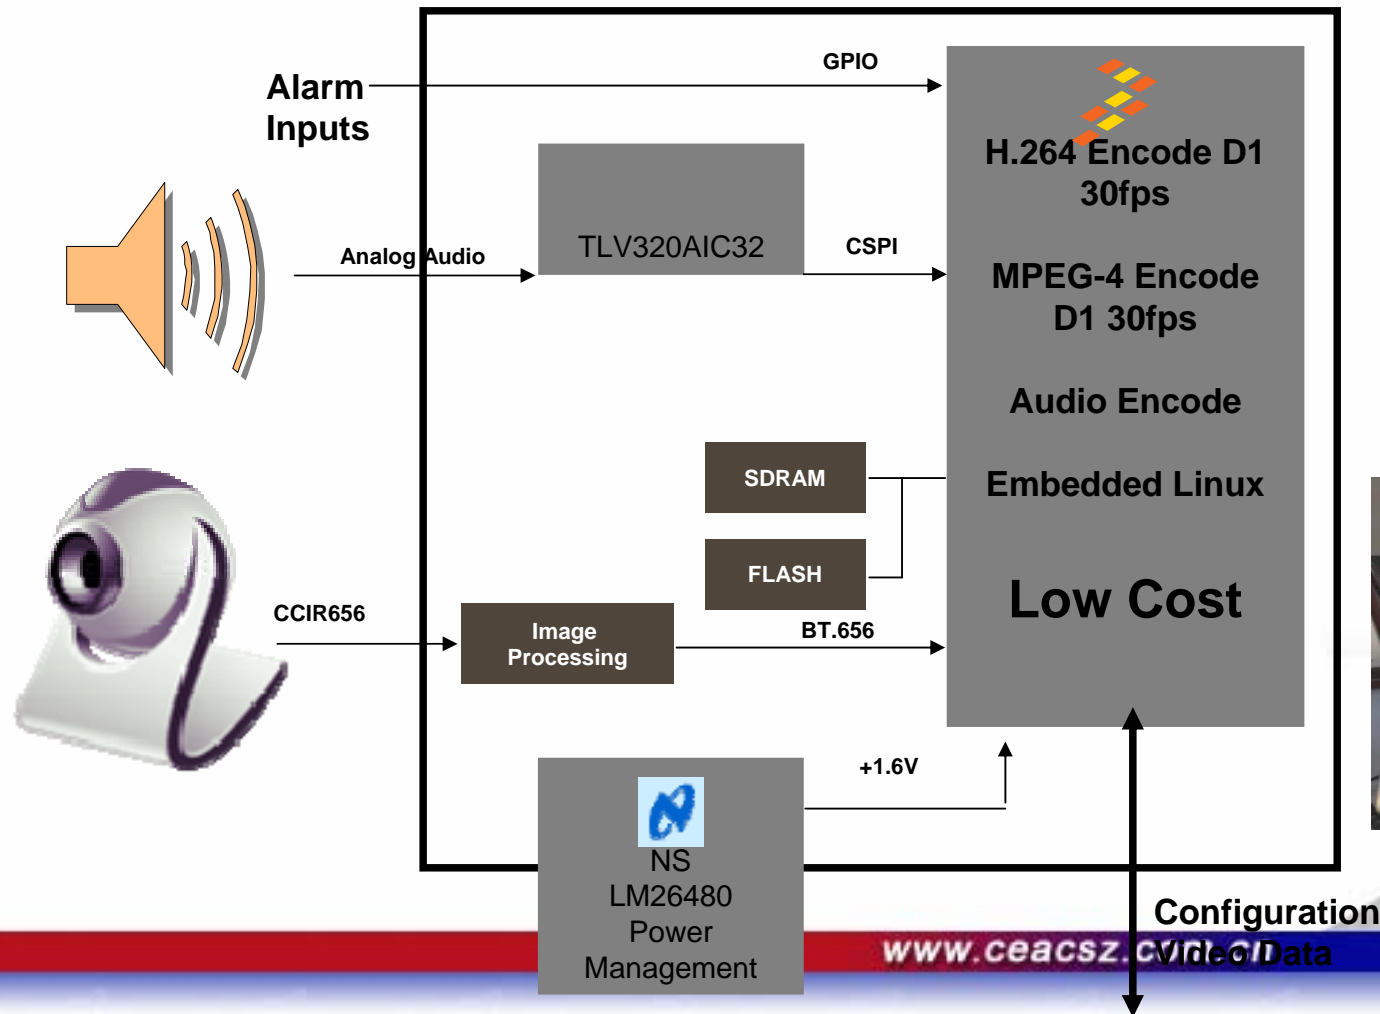 GPIO
Alarm
Inputs
H.264 Encode D1
30fps
TLV320AIC32
Analog Audio
CSPI
MPEG-4 Encode
D1 30fps
Audio Encode
SDRAM
Embedded Linux
FLASH
Low Cost
CCIR656
Image
Processing
BT.656
+1.6V
NS
LM26480
Power
Management
Configuration
Video Data
www.ceacsz.com.cn